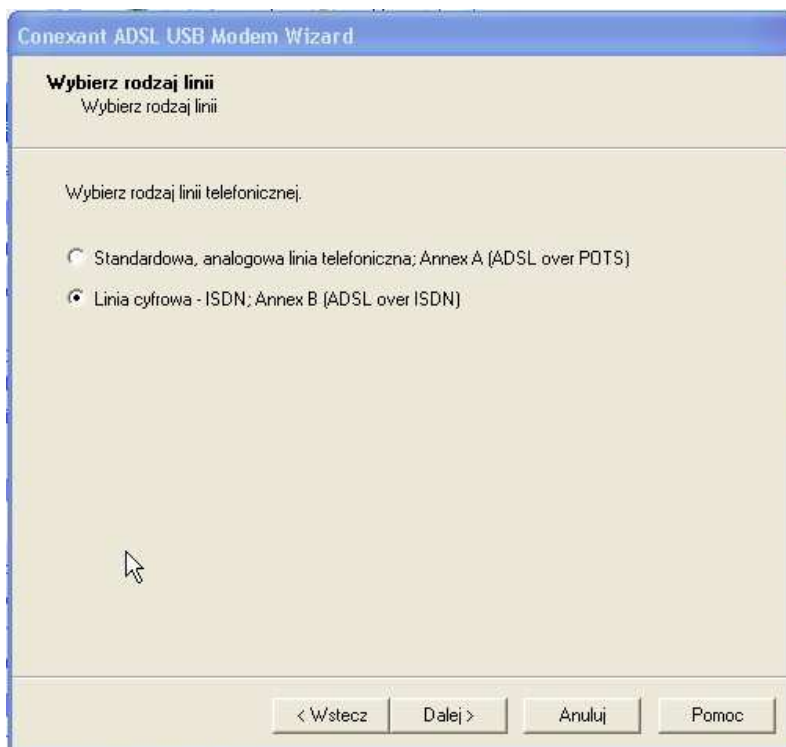 Conexant ADSL USB Modem Wizard
Wybierz rodzaj linii
Wybierz rodzaj linii
Wybierz rodzaj linii telefonicznej.
Standardowa, analogowa linia telefoniczna; Annex A (ADSL over POTS)
Linia cyfrowa - ISDN; Annex B (ADSL over ISDN)
< Wstecz Dalej > Anuluj Pomoc